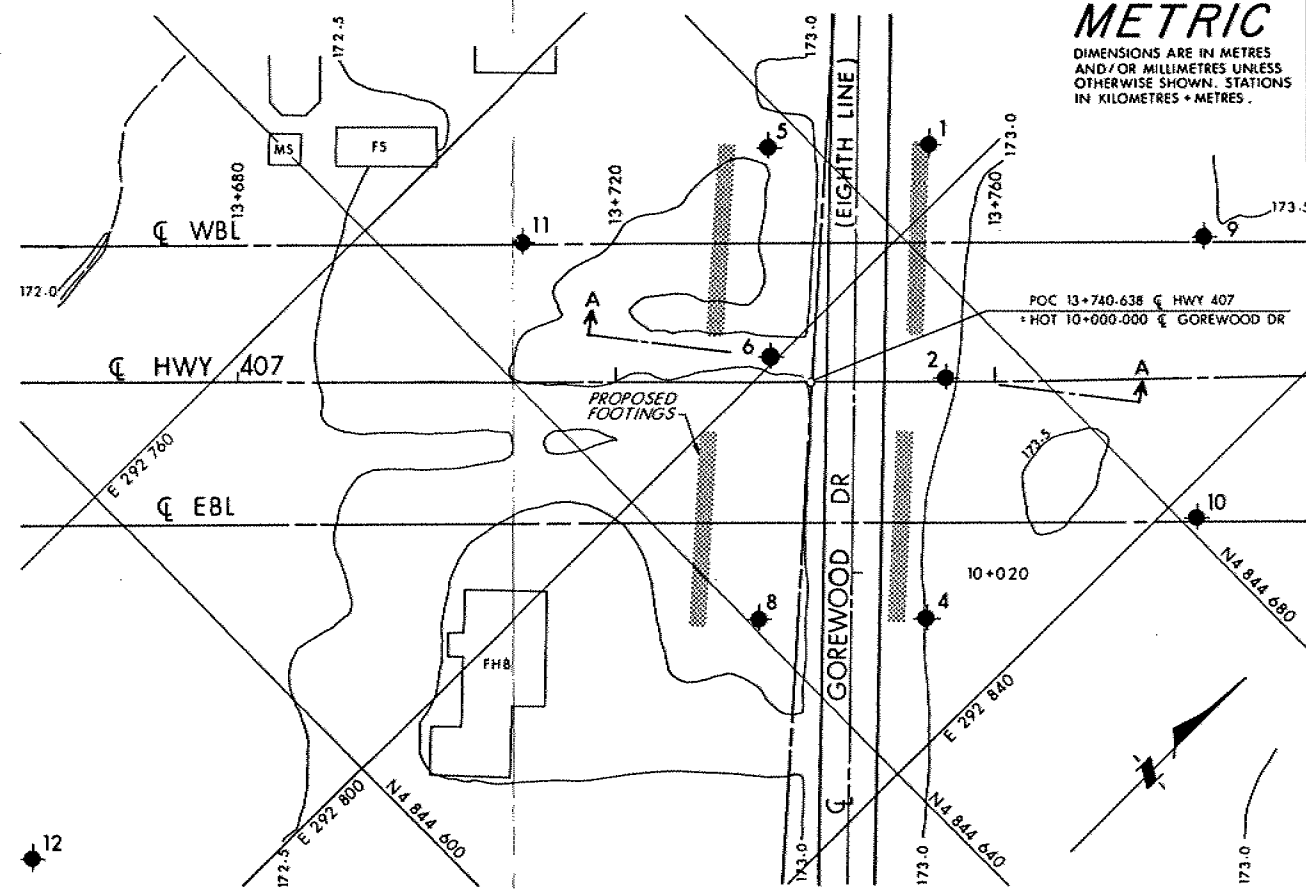 METRIC
DIMENSIONS ARE IN METRES
AND/OR MILLIMETRES UNLESS
OTHERWISE SHOWN. STATIONS
IN KILOMETRES + METRES.
172.5
173.0
(EIGHTH LINE)
5
1
173.0
MS
FS
13+680
13+720
13+760
173.5
℄ WBL
11
9
172.0
A
POC 13+740.638 ℄ HWY 407
= HOT 10+000.000 ℄ GOREWOOD DR
6
2
A
℄ HWY 407
PROPOSED
FOOTINGS
173.5
E 292 760
℄ EBL
10
GOREWOOD DR
10+020
N4 844 680
8
4
FHB
E 292 840
E 292 800
N4 844 600
N4 844 640
℄
N
12
172.5
173.0
173.0
173.0